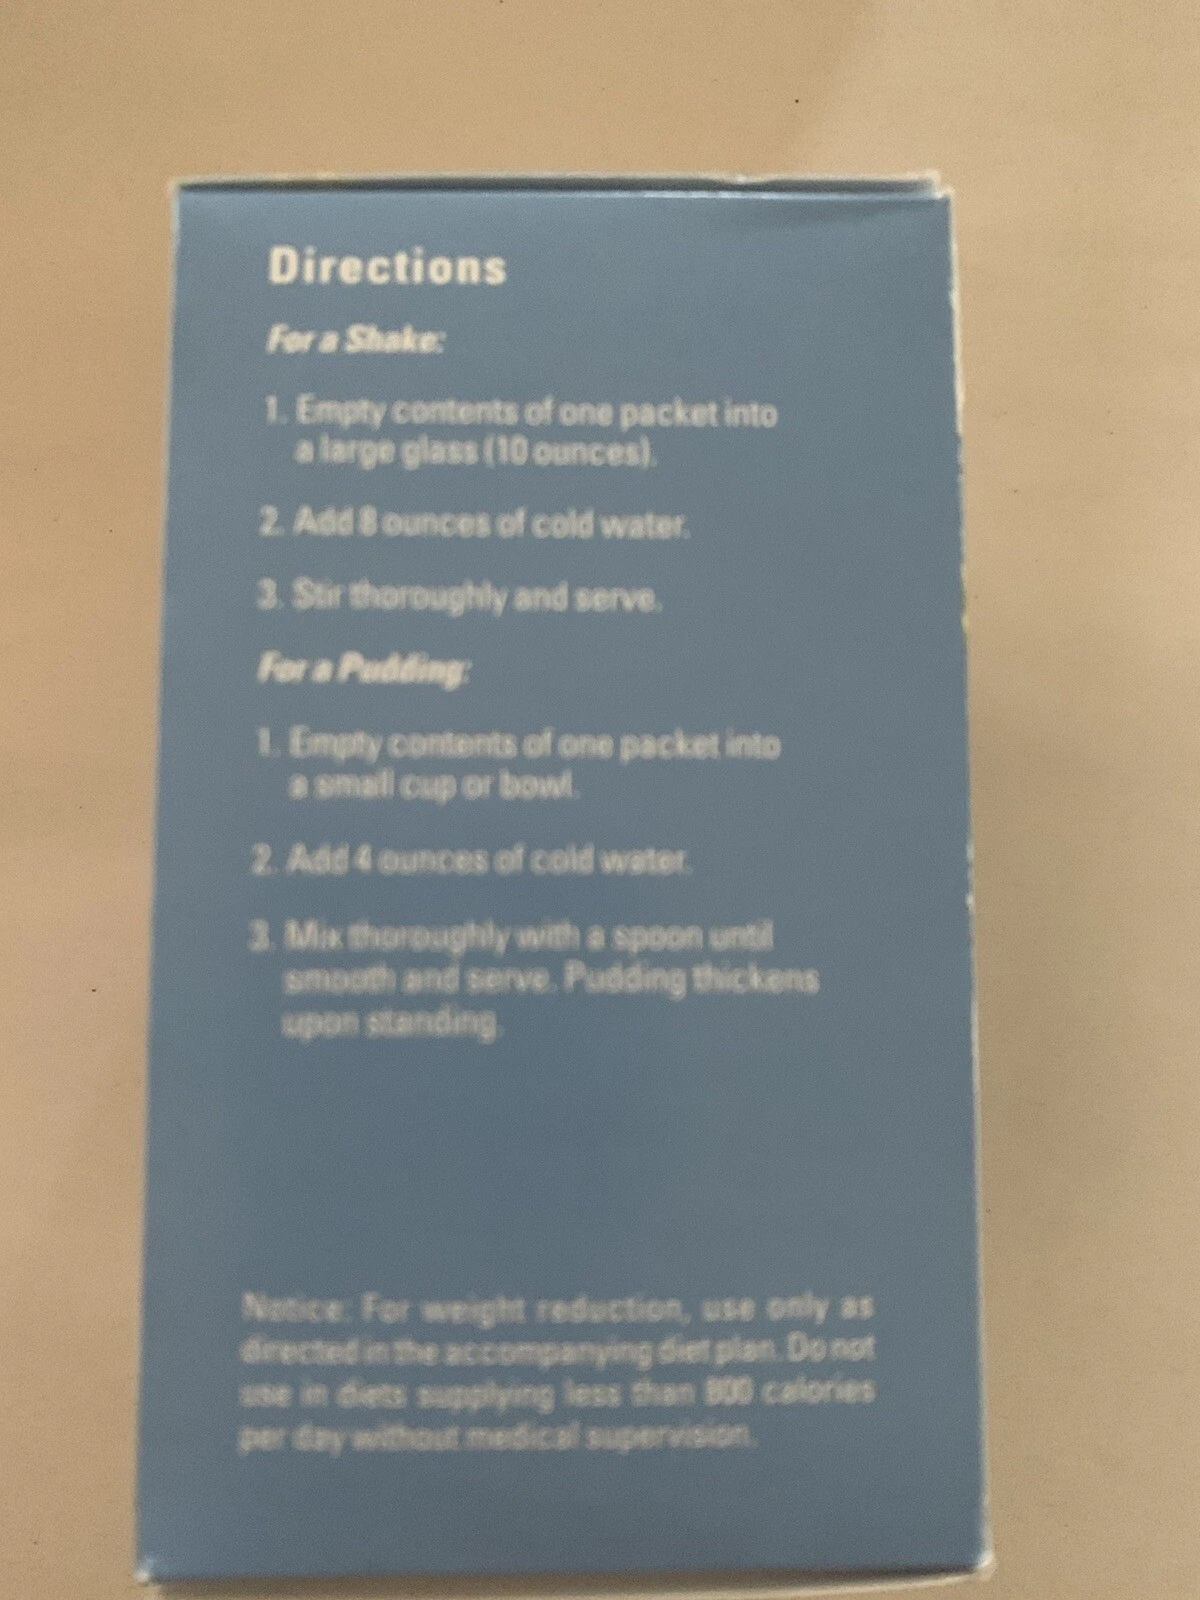 Directions
For a Shake:
1. Empty contents of one packet into
a large glass (10 ounces).
2. Add 8 ounces of cold water.
3. Stir thoroughly and serve.
For a Pudding:
1. Empty contents of one packet into
a small cup or bowl.
2. Add 4 ounces of cold water.
3. Mix thoroughly with a spoon until
smooth and serve. Pudding thickens
upon standing.
Notice: For weight reduction, use only as
directed in the accompanying diet plan. Do not
use in diets supplying less than 800 calories
per day without medical supervision.